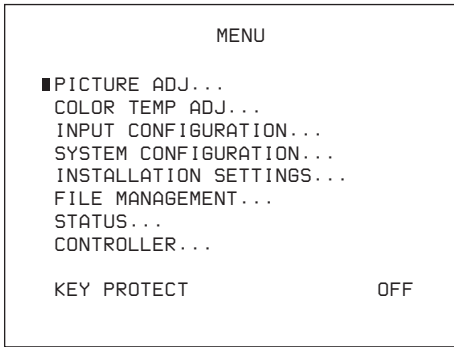 MENU
PICTURE ADJ...
COLOR TEMP ADJ...
INPUT CONFIGURATION...
SYSTEM CONFIGURATION...
INSTALLATION SETTINGS...
FILE MANAGEMENT...
STATUS...
CONTROLLER...
KEY PROTECT OFF